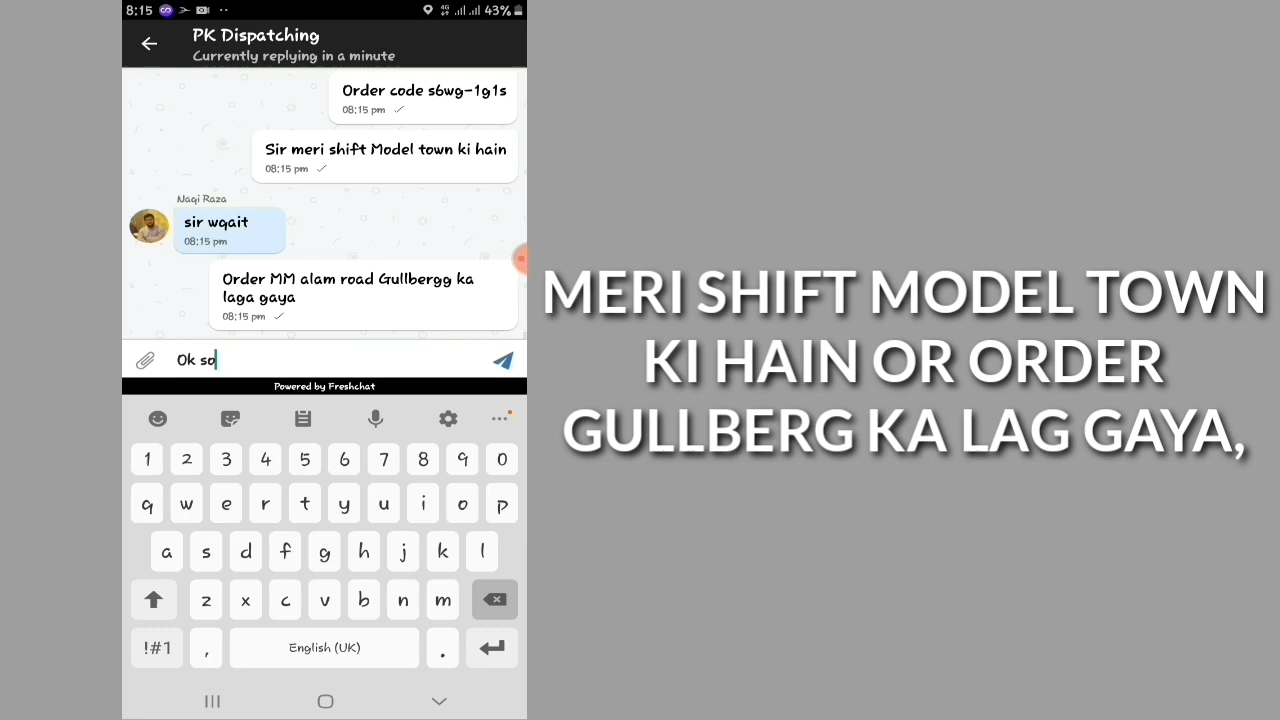 8:15 43%
PK Dispatching
Currently replying in a minute
Order code s6wg-1g1s
08:15 pm
Sir meri shift Model town ki hain
08:15 pm
Naqi Raza
sir wqait
08:15 pm
Order MM alam road Gullbergg ka
laga gaya
08:15 pm
Ok so
Powered by Freshchat
1 2 3 4 5 6 7 8 9 0
q w e r t y u i o p
a s d f g h j k l
z x c v b n m
!#1 , English (UK) .
MERI SHIFT MODEL TOWN
KI HAIN OR ORDER
GULLBERG KA LAG GAYA,